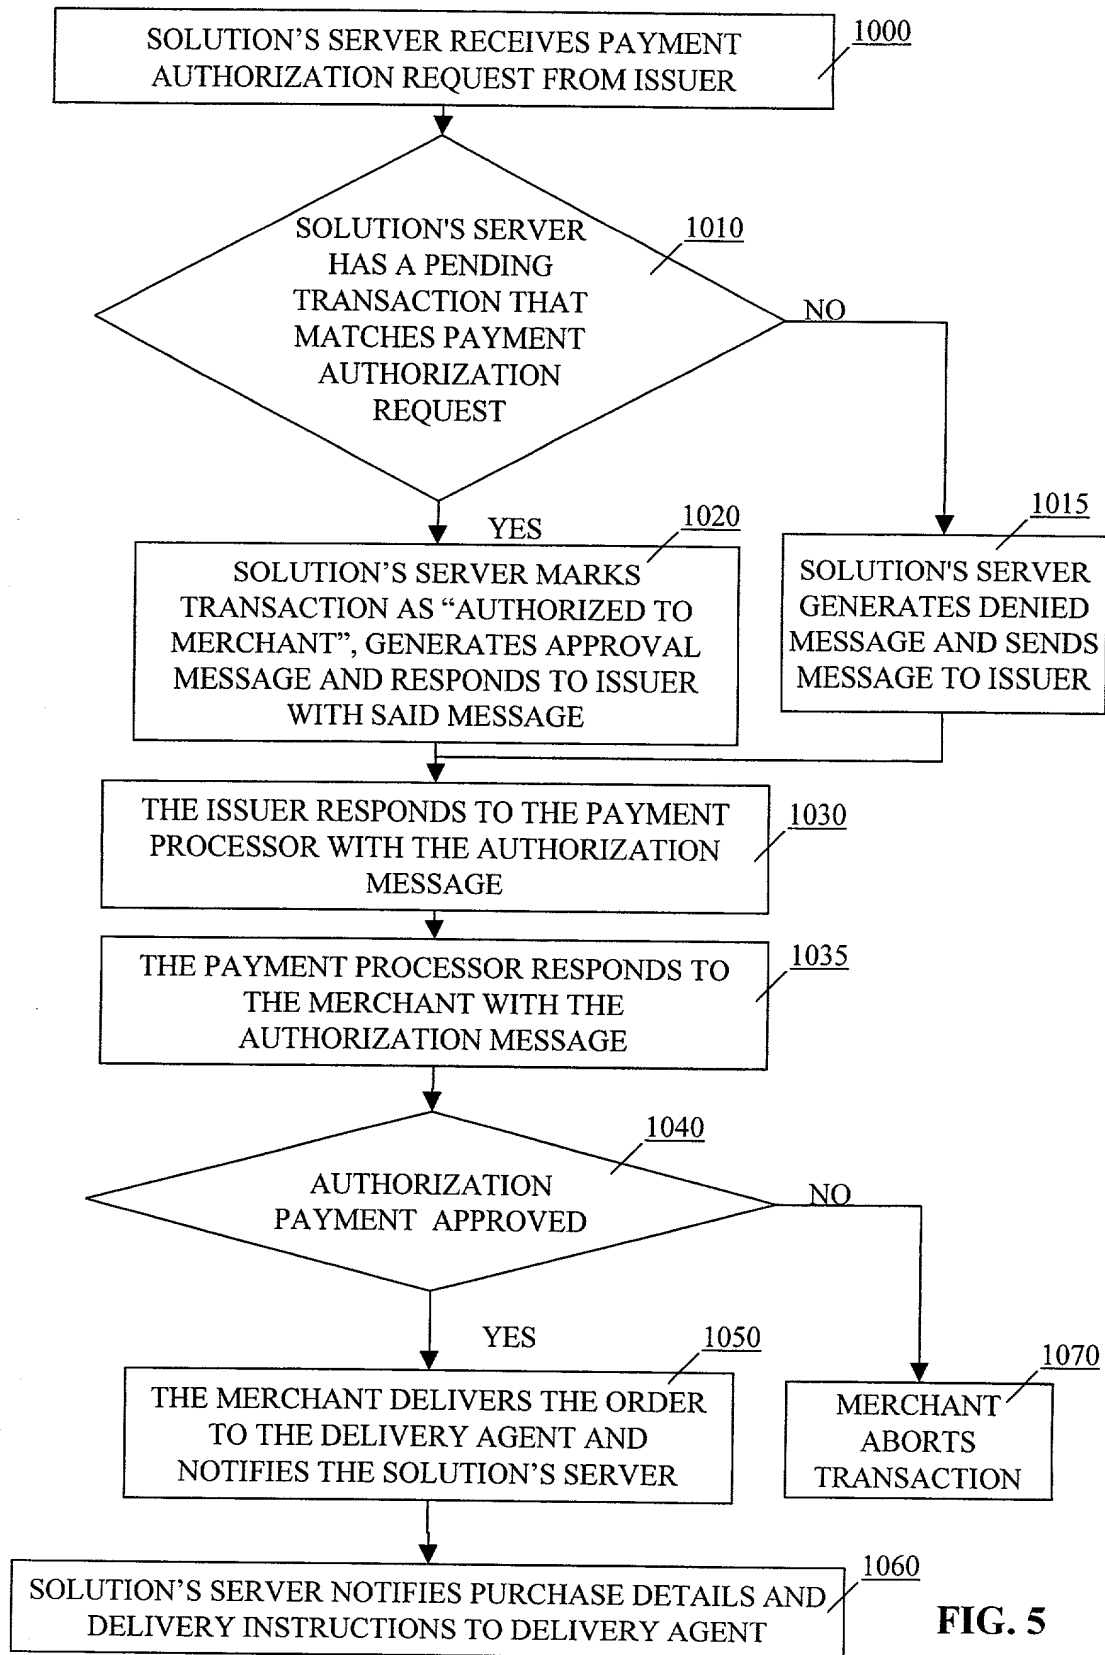 SOLUTION’S SERVER RECEIVES PAYMENT
AUTHORIZATION REQUEST FROM ISSUER
1000
SOLUTION'S SERVER
HAS A PENDING
TRANSACTION THAT
MATCHES PAYMENT
AUTHORIZATION
REQUEST
1010
NO
YES
1020
SOLUTION’S SERVER MARKS
TRANSACTION AS “AUTHORIZED TO
MERCHANT”, GENERATES APPROVAL
MESSAGE AND RESPONDS TO ISSUER
WITH SAID MESSAGE
1015
SOLUTION'S SERVER
GENERATES DENIED
MESSAGE AND SENDS
MESSAGE TO ISSUER
THE ISSUER RESPONDS TO THE PAYMENT
PROCESSOR WITH THE AUTHORIZATION
MESSAGE
1030
THE PAYMENT PROCESSOR RESPONDS TO
THE MERCHANT WITH THE
AUTHORIZATION MESSAGE
1035
AUTHORIZATION
PAYMENT APPROVED
1040
NO
YES
1050
THE MERCHANT DELIVERS THE ORDER
TO THE DELIVERY AGENT AND
NOTIFIES THE SOLUTION’S SERVER
1070
MERCHANT
ABORTS
TRANSACTION
SOLUTION’S SERVER NOTIFIES PURCHASE DETAILS AND
DELIVERY INSTRUCTIONS TO DELIVERY AGENT
1060
FIG. 5